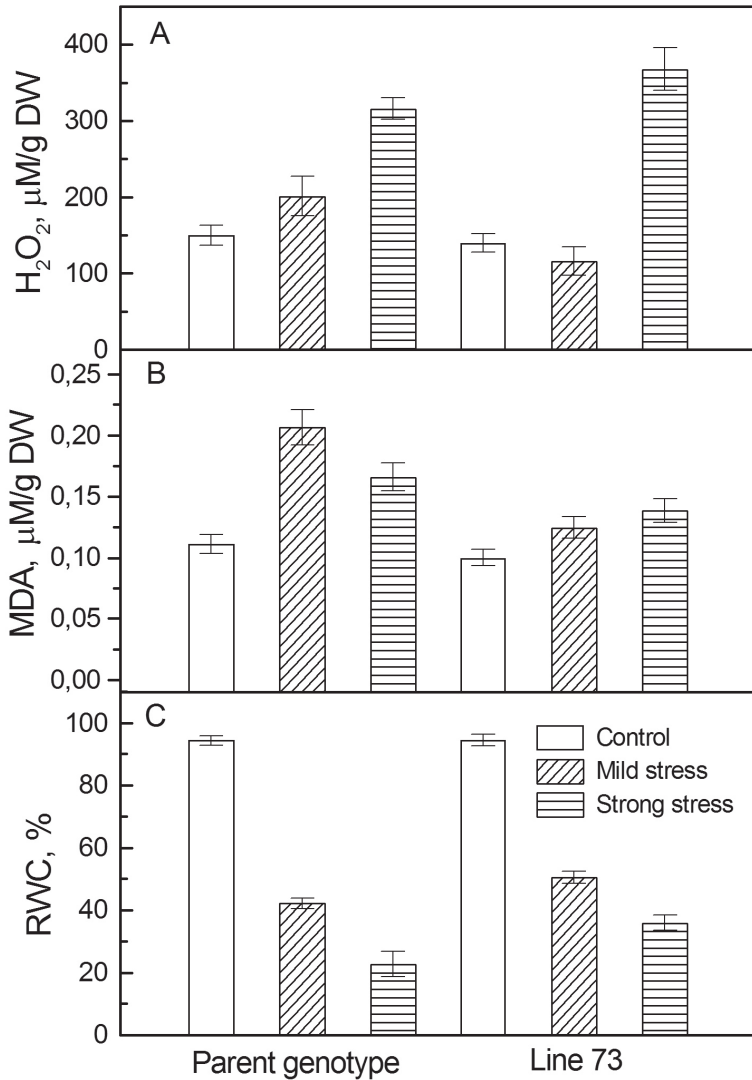 A
H₂O₂, μM/g DW
400
300
200
100
0
B
MDA, μM/g DW
0,25
0,20
0,15
0,10
0,05
0,00
C
RWC, %
100
80
60
40
20
0
Control
Mild stress
Strong stress
Parent genotype
Line 73